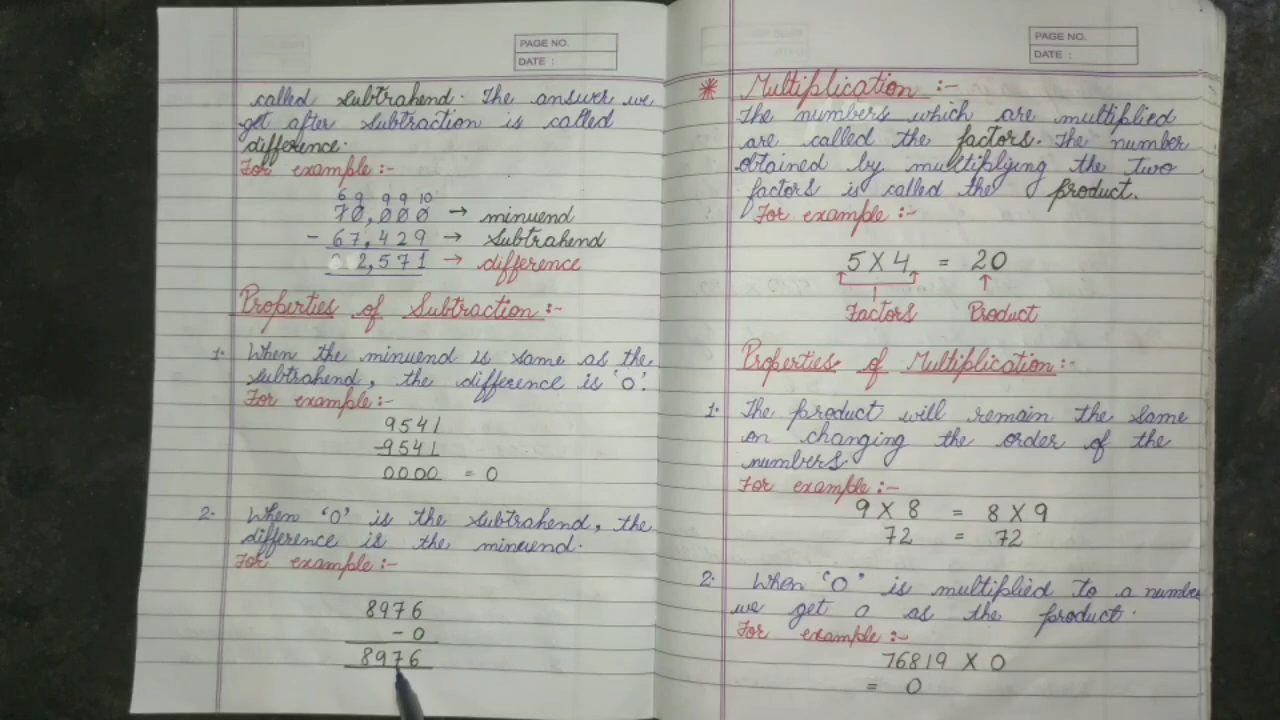 PAGE NO.
DATE :
called Subtrahend. The answer we
get after subtraction is called
difference.
For example :-
6 9 9 9 10
70,000 → minuend
- 67,429 → Subtrahend
2,571 → difference
Properties of Subtraction :-
1. When the minuend is same as the
subtrahend, the difference is '0'.
For example :-
9541
-9541
0000 = 0
2. When '0' is the subtrahend, the
difference is the minuend.
For example :-
8976
- 0
8976
PAGE NO.
DATE :
* Multiplication :-
The numbers which are multiplied
are called the factors. The number
obtained by multiplying the two
factors is called the product.
For example :-
5 X 4 = 20
Factors Product
Properties of Multiplication :-
1. The product will remain the same
on changing the order of the
numbers.
For example :-
9 X 8 = 8 X 9
72 = 72
2. When '0' is multiplied to a number
we get 0 as the product.
For example :-
76819 X 0
= 0